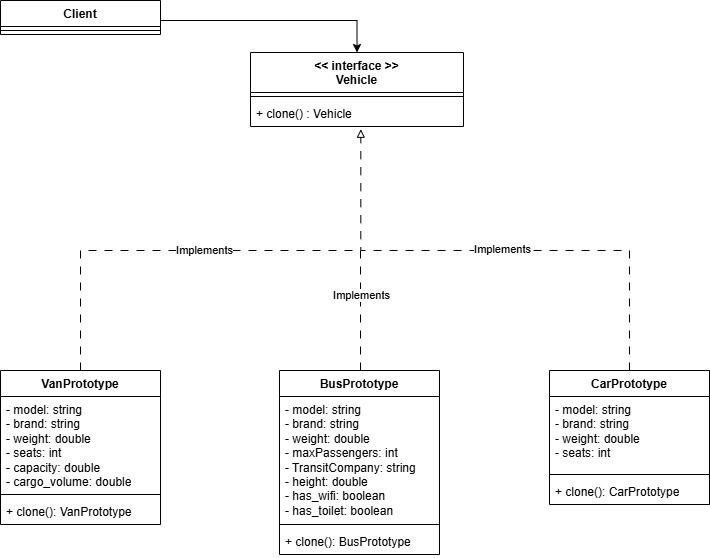 Client
<< interface >>
Vehicle
+ clone() : Vehicle
Implements
Implements
Implements
VanPrototype
- model: string
- brand: string
- weight: double
- seats: int
- capacity: double
- cargo_volume: double
+ clone(): VanPrototype
BusPrototype
- model: string
- brand: string
- weight: double
- maxPassengers: int
- TransitCompany: string
- height: double
- has_wifi: boolean
- has_toilet: boolean
+ clone(): BusPrototype
CarPrototype
- model: string
- brand: string
- weight: double
- seats: int
+ clone(): CarPrototype